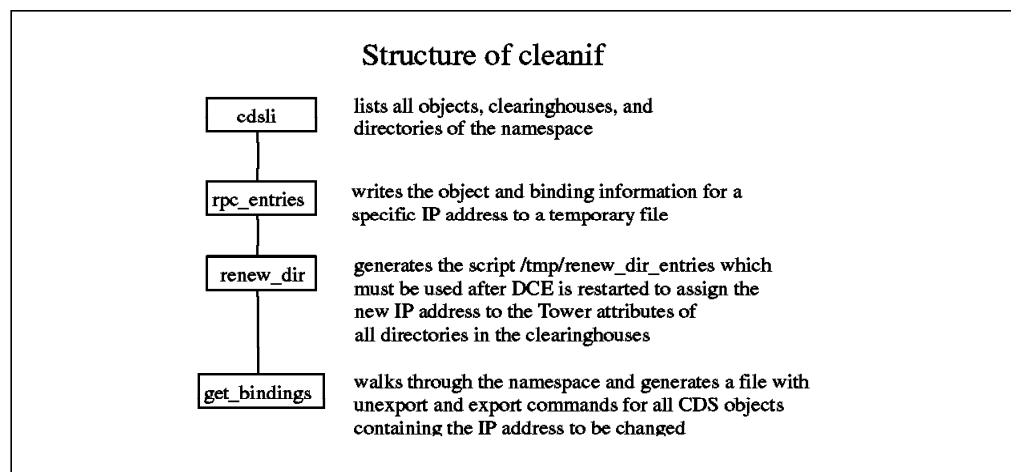 Structure of cleanif
cdsli
lists all objects, clearinghouses, and
directories of the namespace
rpc_entries
writes the object and binding information for a
specific IP address to a temporary file
renew_dir
generates the script /tmp/renew_dir_entries which
must be used after DCE is restarted to assign the
new IP address to the Tower attributes of
all directories in the clearinghouses
get_bindings
walks through the namespace and generates a file with
unexport and export commands for all CDS objects
containing the IP address to be changed